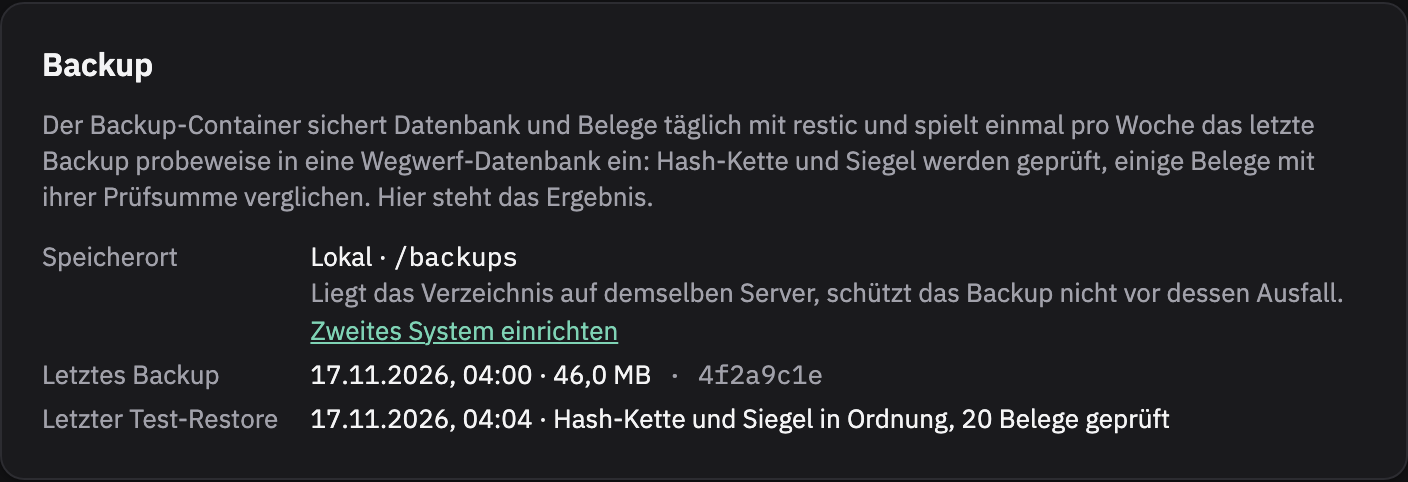 Backup
Der Backup-Container sichert Datenbank und Belege täglich mit restic und spielt einmal pro Woche das letzte
Backup probeweise in eine Wegwerf-Datenbank ein: Hash-Kette und Siegel werden geprüft, einige Belege mit
ihrer Prüfsumme verglichen. Hier steht das Ergebnis.
Speicherort Lokal · /backups
Liegt das Verzeichnis auf demselben Server, schützt das Backup nicht vor dessen Ausfall.
Zweites System einrichten
Letztes Backup 17.11.2026, 04:00 · 46,0 MB · 4f2a9c1e
Letzter Test-Restore 17.11.2026, 04:04 · Hash-Kette und Siegel in Ordnung, 20 Belege geprüft